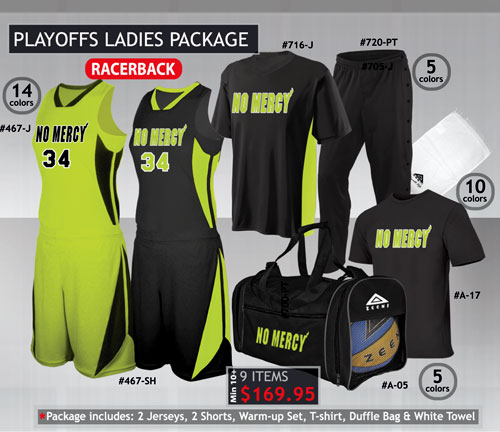 PLAYOFFS LADIES PACKAGE
RACERBACK
#716-J
#720-PT
#705-J
5
colors
14
colors
#467-J
NO MERCY
34
NO MERCY
34
NO MERCY
10
colors
NO MERCY
#A-17
ZEENI
ZEENI
NO MERCY
#467-SH
Min 10+
9 ITEMS
$169.95
#A-05
5
colors
*Package includes: 2 Jerseys, 2 Shorts, Warm-up Set, T-shirt, Duffle Bag & White Towel